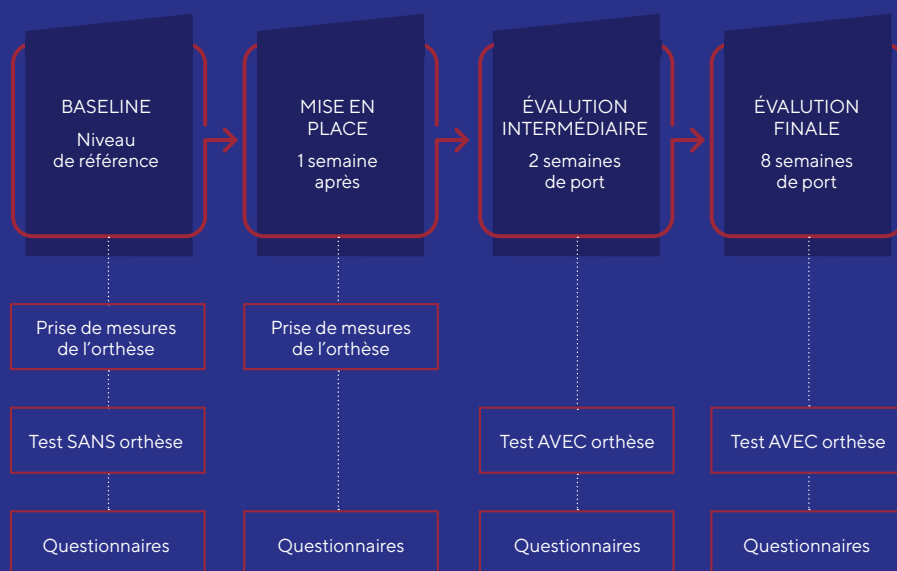 BASELINE
Niveau
de référence
MISE EN
PLACE
1 semaine
après
ÉVALUTION
INTERMÉDIAIRE
2 semaines
de port
ÉVALUTION
FINALE
8 semaines
de port
Prise de mesures
de l'orthèse
Prise de mesures
de l'orthèse
Test SANS orthèse
Test AVEC orthèse
Test AVEC orthèse
Questionnaires
Questionnaires
Questionnaires
Questionnaires